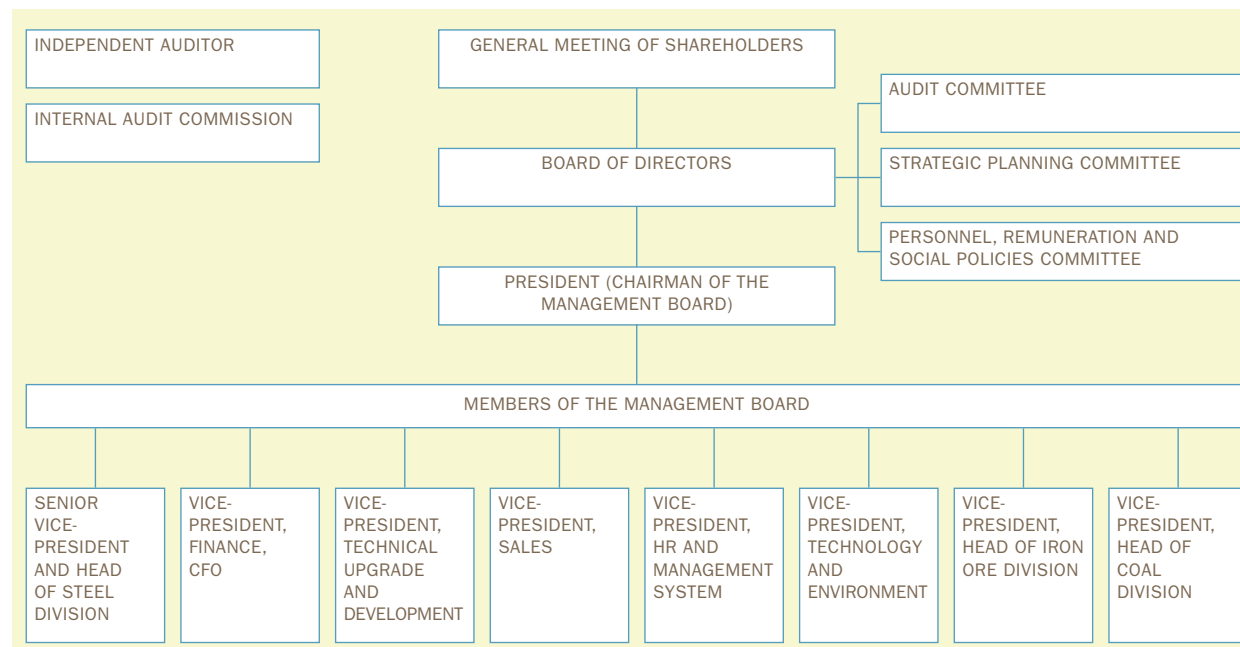 INDEPENDENT AUDITOR
GENERAL MEETING OF SHAREHOLDERS
AUDIT COMMITTEE
INTERNAL AUDIT COMMISSION
BOARD OF DIRECTORS
STRATEGIC PLANNING COMMITTEE
PERSONNEL, REMUNERATION AND
SOCIAL POLICIES COMMITTEE
PRESIDENT (CHAIRMAN OF THE
MANAGEMENT BOARD)
MEMBERS OF THE MANAGEMENT BOARD
SENIOR
VICE-
PRESIDENT
AND HEAD
OF STEEL
DIVISION
VICE-
PRESIDENT,
FINANCE,
CFO
VICE-
PRESIDENT,
TECHNICAL
UPGRADE
AND
DEVELOPMENT
VICE-
PRESIDENT,
SALES
VICE-
PRESIDENT,
HR AND
MANAGEMENT
SYSTEM
VICE-
PRESIDENT,
TECHNOLOGY
AND
ENVIRONMENT
VICE-
PRESIDENT,
HEAD OF IRON
ORE DIVISION
VICE-
PRESIDENT,
HEAD OF
COAL
DIVISION